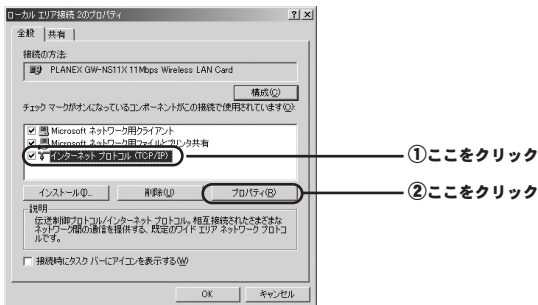 ローカル エリア接続 2のプロパティ
全般 共有
接続の方法:
PLANEX GW-NS11X 11Mbps Wireless LAN Card
構成(C)
チェック マークがオンになっているコンポーネントがこの接続で使用されています(O):
Microsoft ネットワーク用クライアント
Microsoft ネットワーク用ファイルとプリンタ共有
インターネット プロトコル (TCP/IP)
①ここをクリック
インストール(I)... 削除(U) プロパティ(R)
②ここをクリック
説明
伝送制御プロトコル/インターネット プロトコル。相互接続されたさまざまな
ネットワーク間の通信を提供する、既定のワイド エリア ネットワーク プロトコ
ルです。
接続時にタスク バーにアイコンを表示する(W)
OK キャンセル